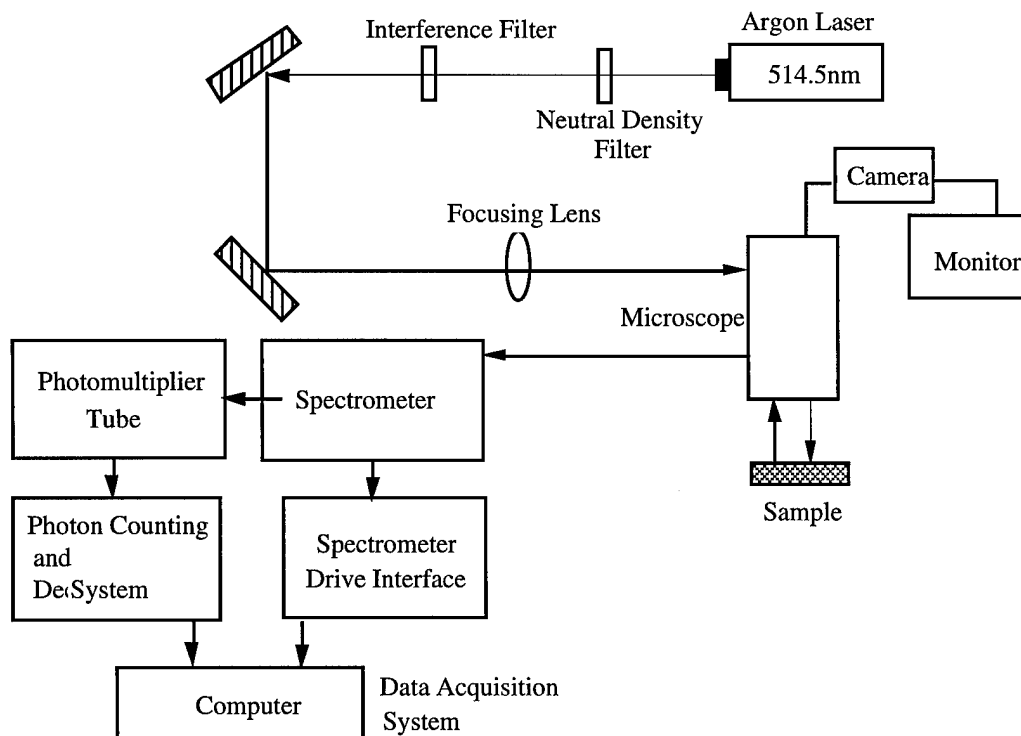 Argon Laser
514.5nm
Interference Filter
Neutral Density
Filter
Camera
Monitor
Focusing Lens
Microscope
Sample
Photomultiplier
Tube
Spectrometer
Photon Counting
and
System
Spectrometer
Drive Interface
Computer
Data Acquisition
System